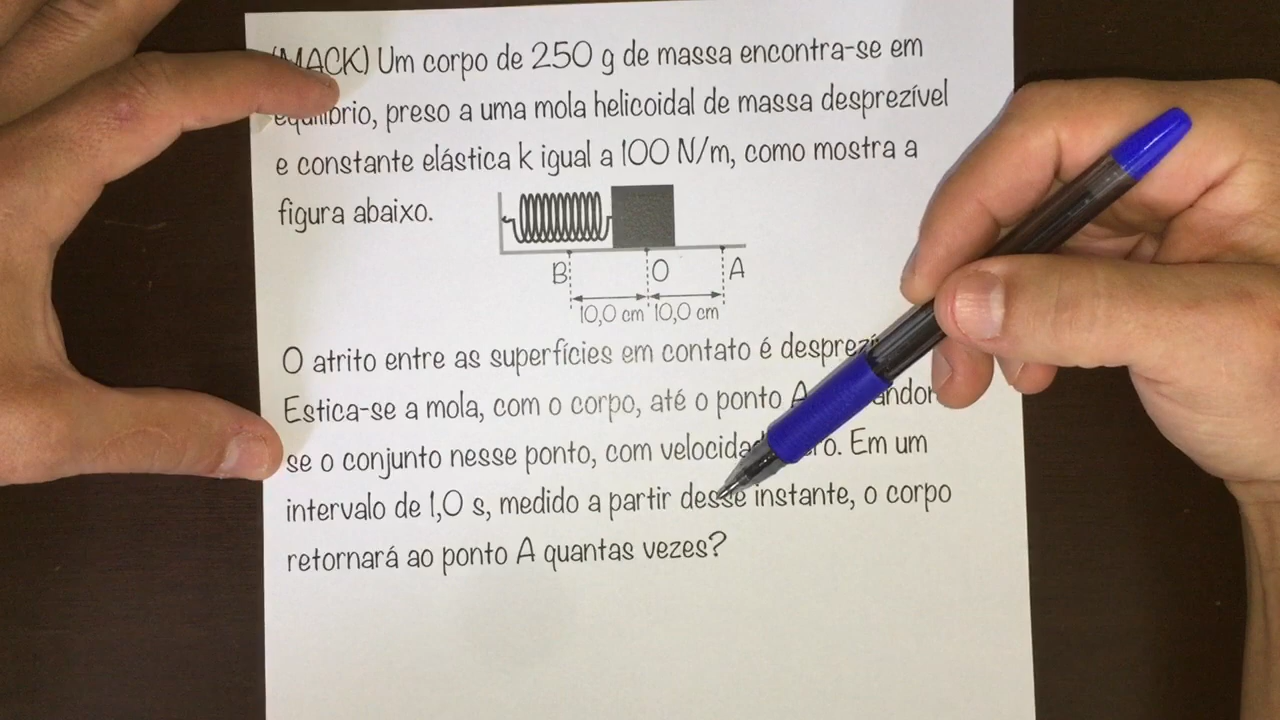 (MACK) Um corpo de 250 g de massa encontra-se em
equilíbrio, preso a uma mola helicoidal de massa desprezível
e constante elástica k igual a 100 N/m, como mostra a
figura abaixo.
B O A
10,0 cm 10,0 cm
O atrito entre as superfícies em contato é
Estica-se a mola, com o corpo, até o ponto A
se o conjunto nesse ponto, com Em um
intervalo de 1,0 s, medido a partir desse instante, o corpo
retornará ao ponto A quantas vezes?